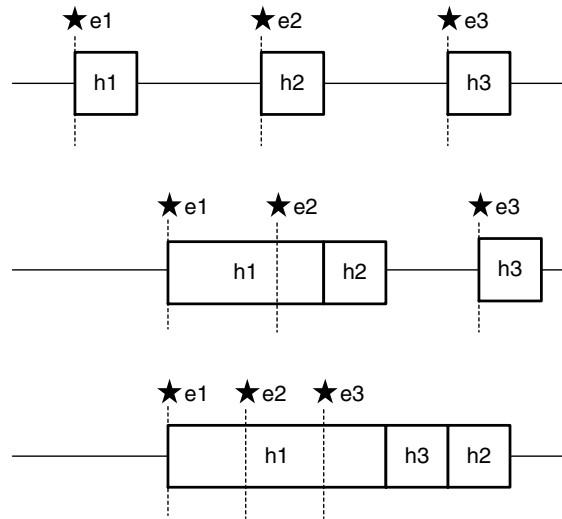 ★e1 ★e2 ★e3
h1 h2 h3
★e1 ★e2 ★e3
h1 h2 h3
★e1 ★e2 ★e3
h1 h3 h2